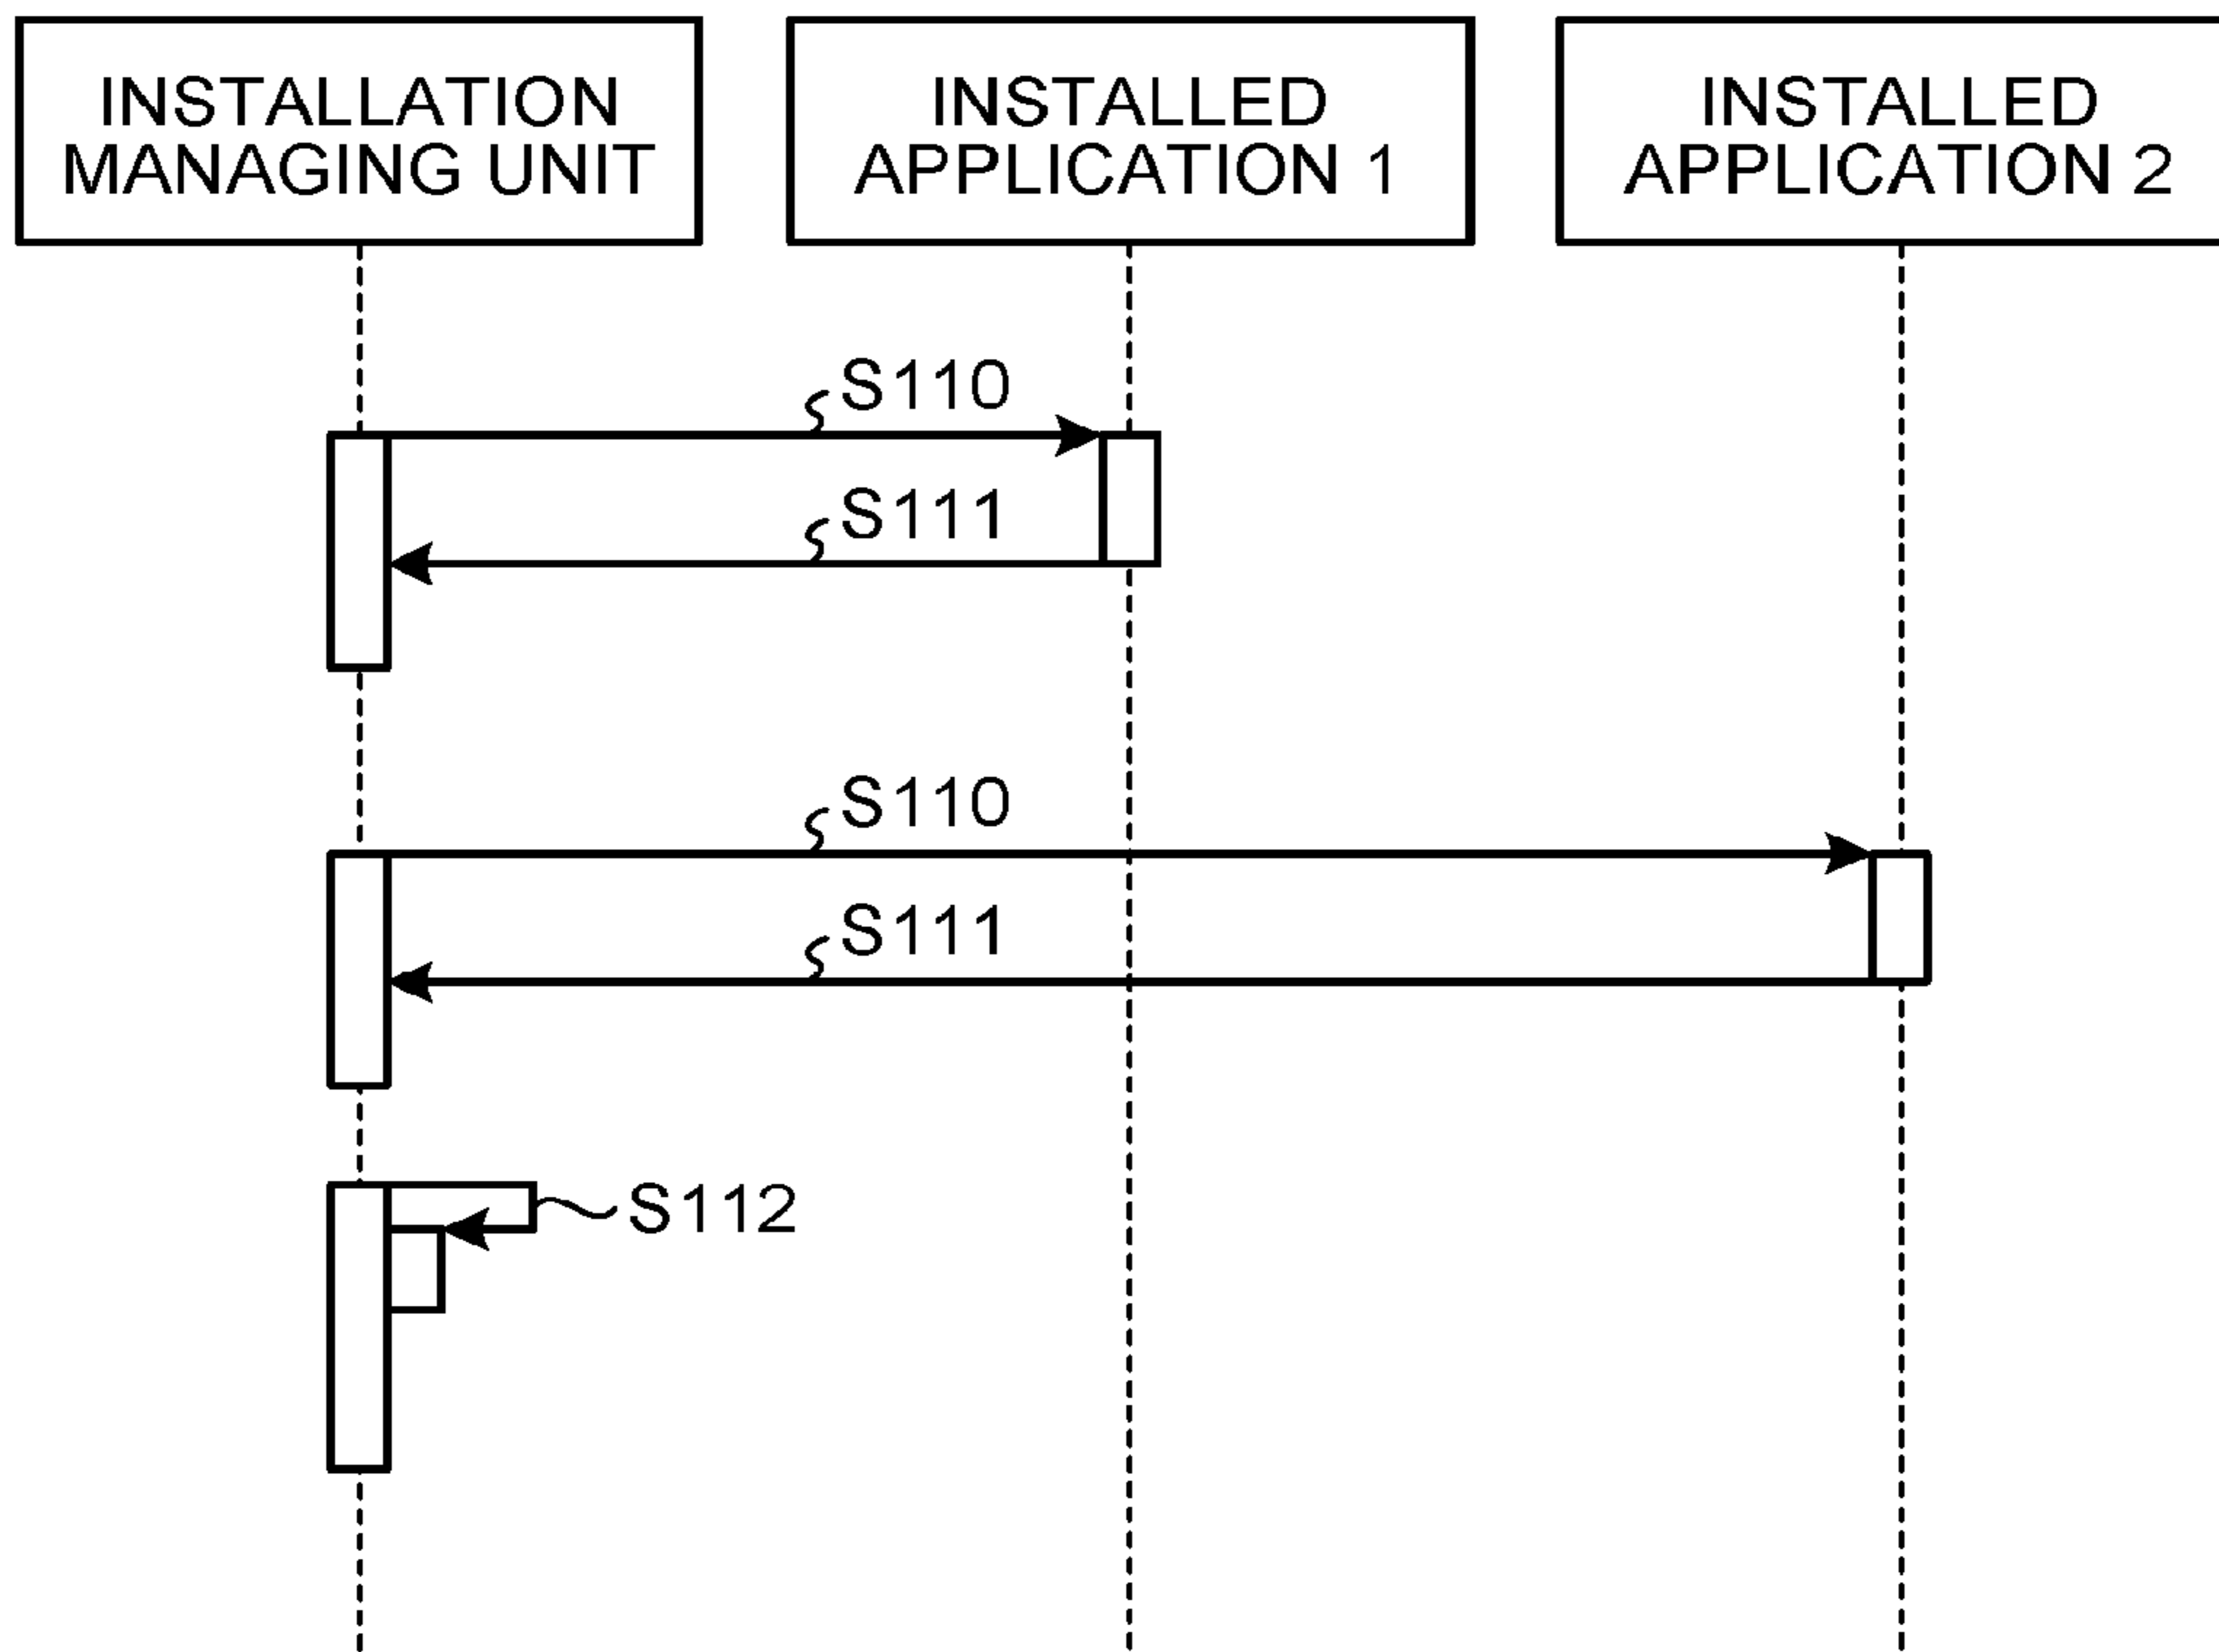 INSTALLATION
MANAGING UNIT
INSTALLED
APPLICATION 1
INSTALLED
APPLICATION 2
S110
S111
S110
S111
S112